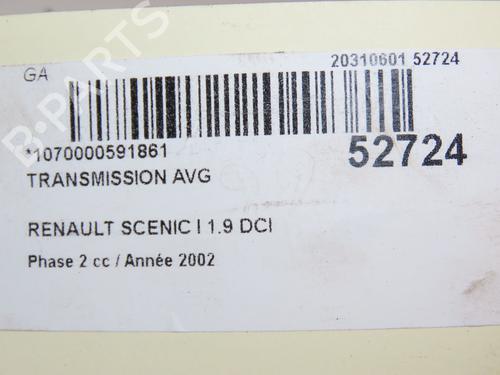 GA
20310601 52724
*1070000591861
52724
TRANSMISSION AVG
RENAULT SCENIC I 1.9 DCI
Phase 2 cc / Année 2002
B-PARTS